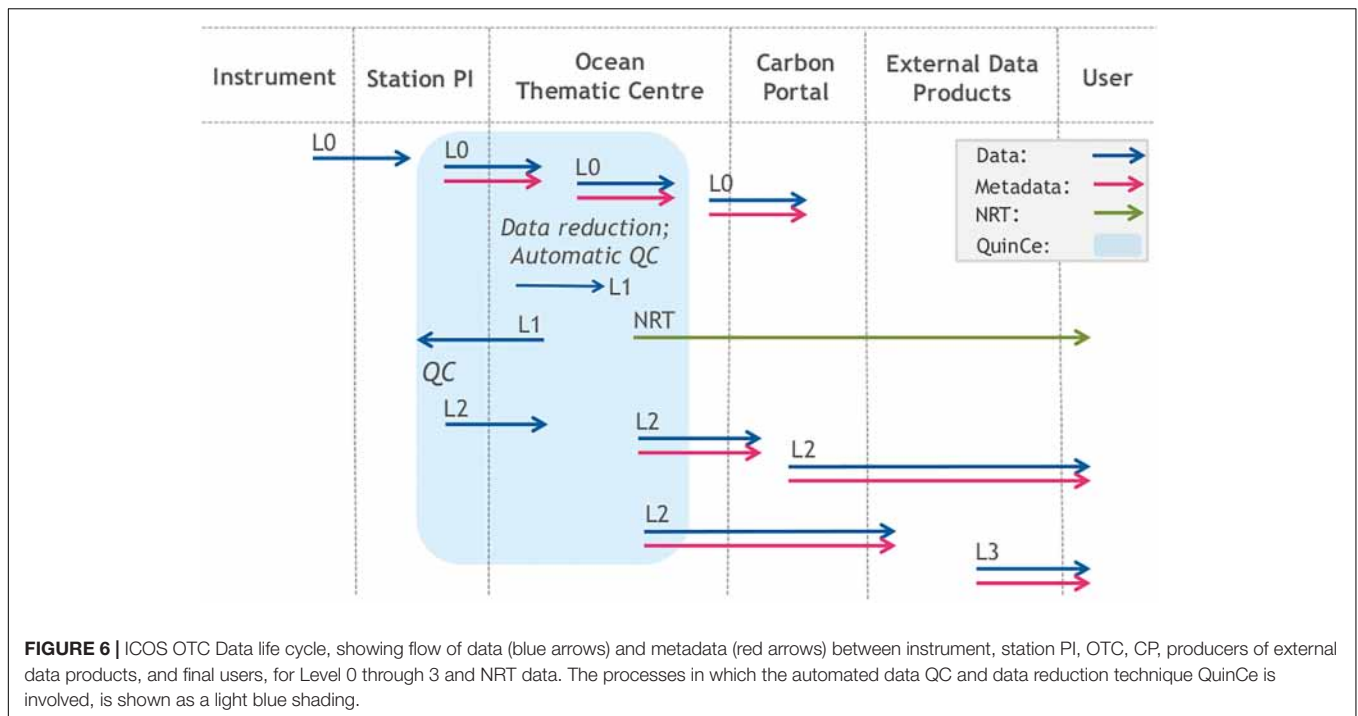 Instrument
Station PI
Ocean
Thematic Centre
Carbon
Portal
External Data
Products
User
L0
L0
L0
L0
Data:
Metadata:
NRT:
QuinCe:
Data reduction;
Automatic QC
L1
L1
NRT
QC
L2
L2
L2
L2
L3
FIGURE 6 | ICOS OTC Data life cycle, showing flow of data (blue arrows) and metadata (red arrows) between instrument, station PI, OTC, CP, producers of external
data products, and final users, for Level 0 through 3 and NRT data. The processes in which the automated data QC and data reduction technique QuinCe is
involved, is shown as a light blue shading.